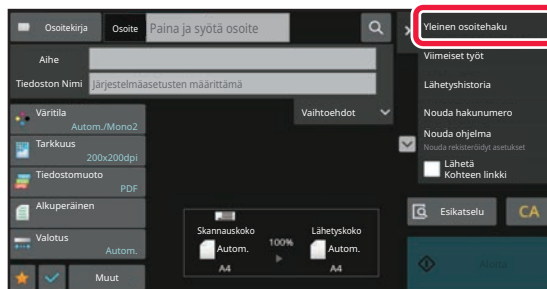 Osoitekirja
Osoite
Paina ja syötä osoite
Aihe
Tiedoston Nimi
Järjestelmäasetusten määrittämä
Väritila
Autom./Mono2
Tarkkuus
200x200dpi
Tiedostomuoto
PDF
Alkuperäinen
Valotus
Autom.
Muut
Vaihtoehdot
Skannauskoko
Autom.
A4
100%
Lähetyskoko
Autom.
A4
Yleinen osoitehaku
Viimeiset työt
Lähetyshistoria
Nouda hakunumero
Nouda ohjelma
Nouda rekisteröidyt asetukset
Lähetä
Kohteen linkki
Esikatselu
CA
Aloita